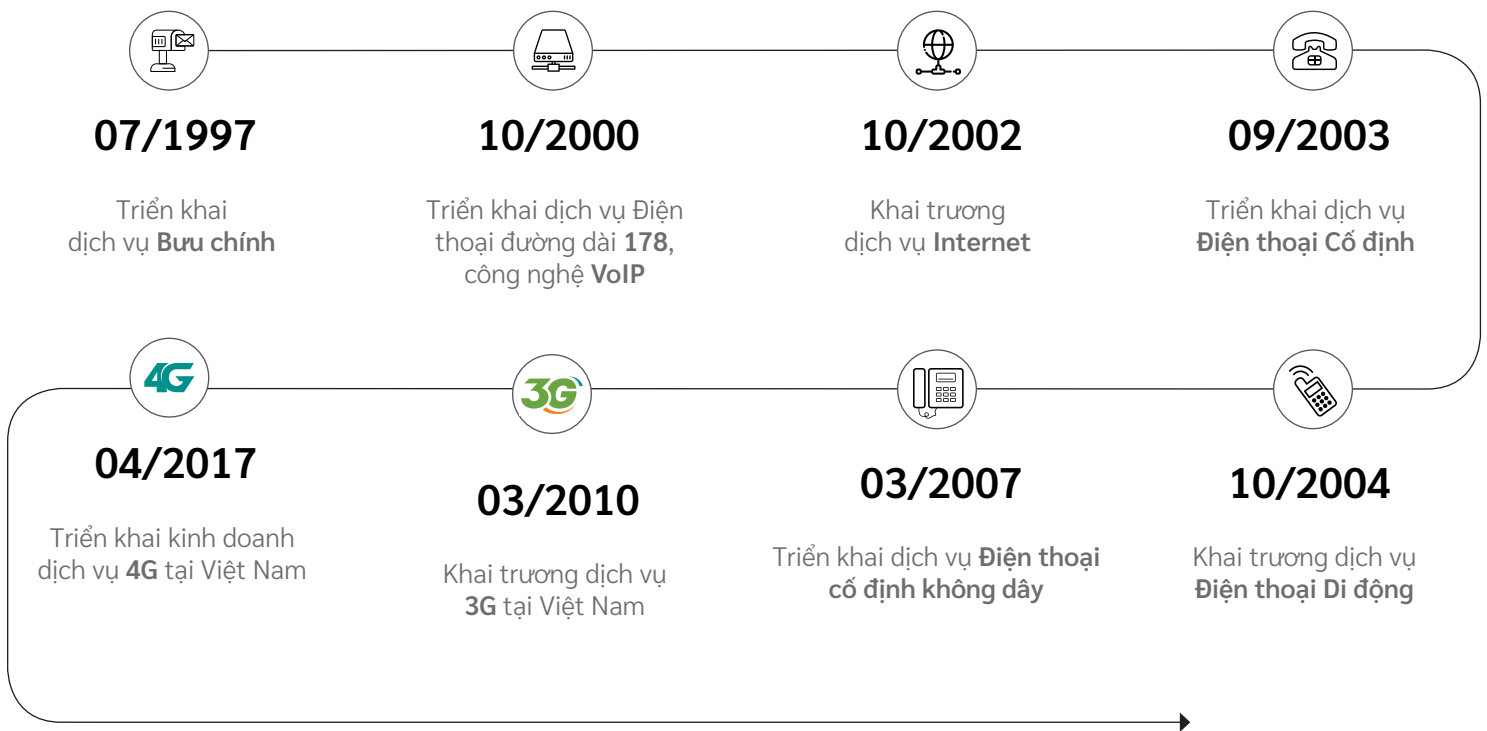 07/1997
Triển khai
dịch vụ Bưu chính
10/2000
Triển khai dịch vụ Điện
thoại đường dài 178,
công nghệ VoIP
10/2002
Khai trương
dịch vụ Internet
09/2003
Triển khai dịch vụ
Điện thoại Cố định
10/2004
Khai trương dịch vụ
Điện thoại Di động
03/2007
Triển khai dịch vụ Điện thoại
cố định không dây
3G
03/2010
Khai trương dịch vụ
3G tại Việt Nam
4G
04/2017
Triển khai kinh doanh
dịch vụ 4G tại Việt Nam